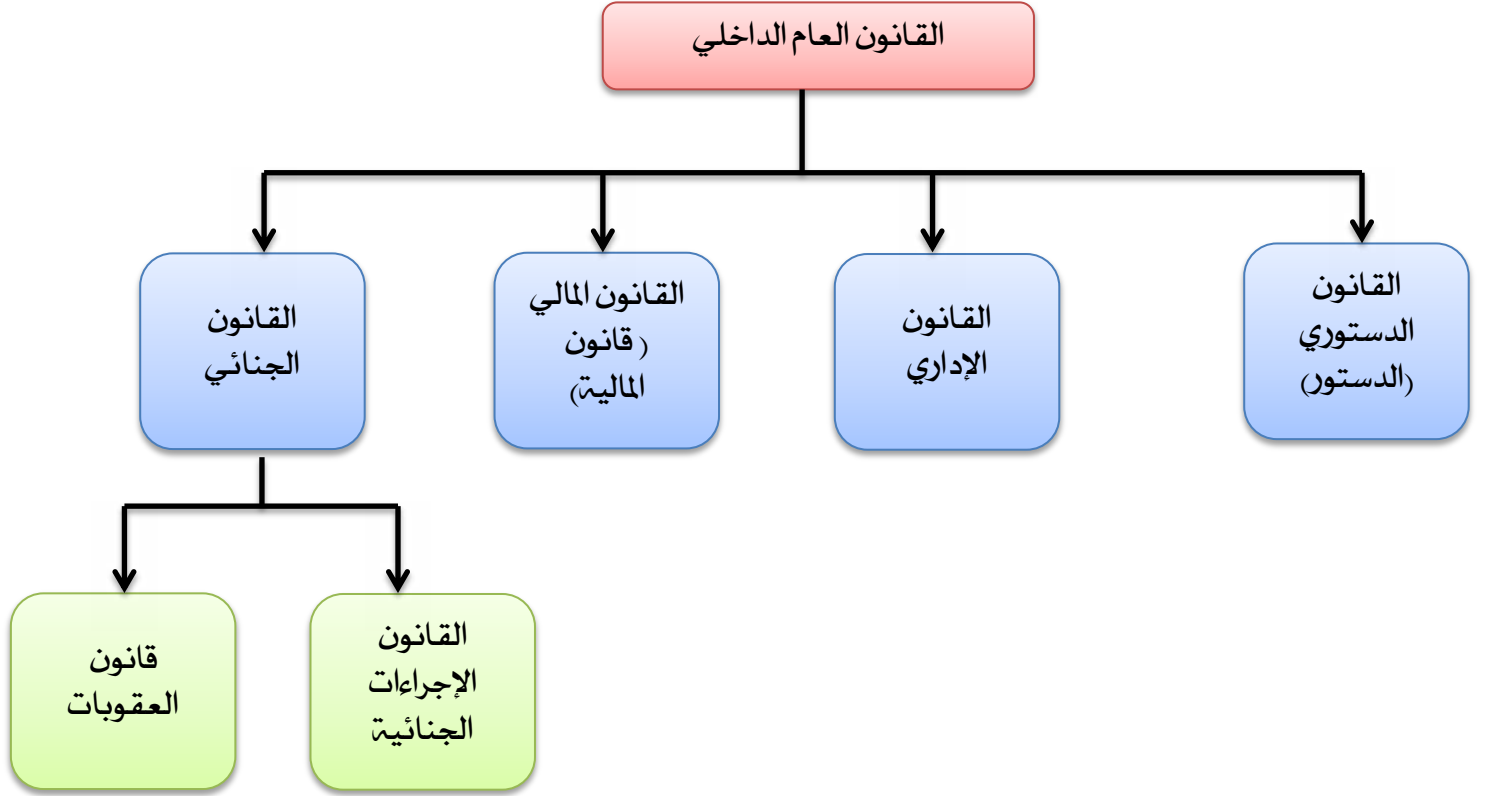 القانون العام الداخلي
القانون
الدستوري
(الدستور)
القانون
الإداري
القانون المالي
( قانون
المالية)
القانون
الجنائي
القانون
الإجراءات
الجنائية
قانون
العقوبات